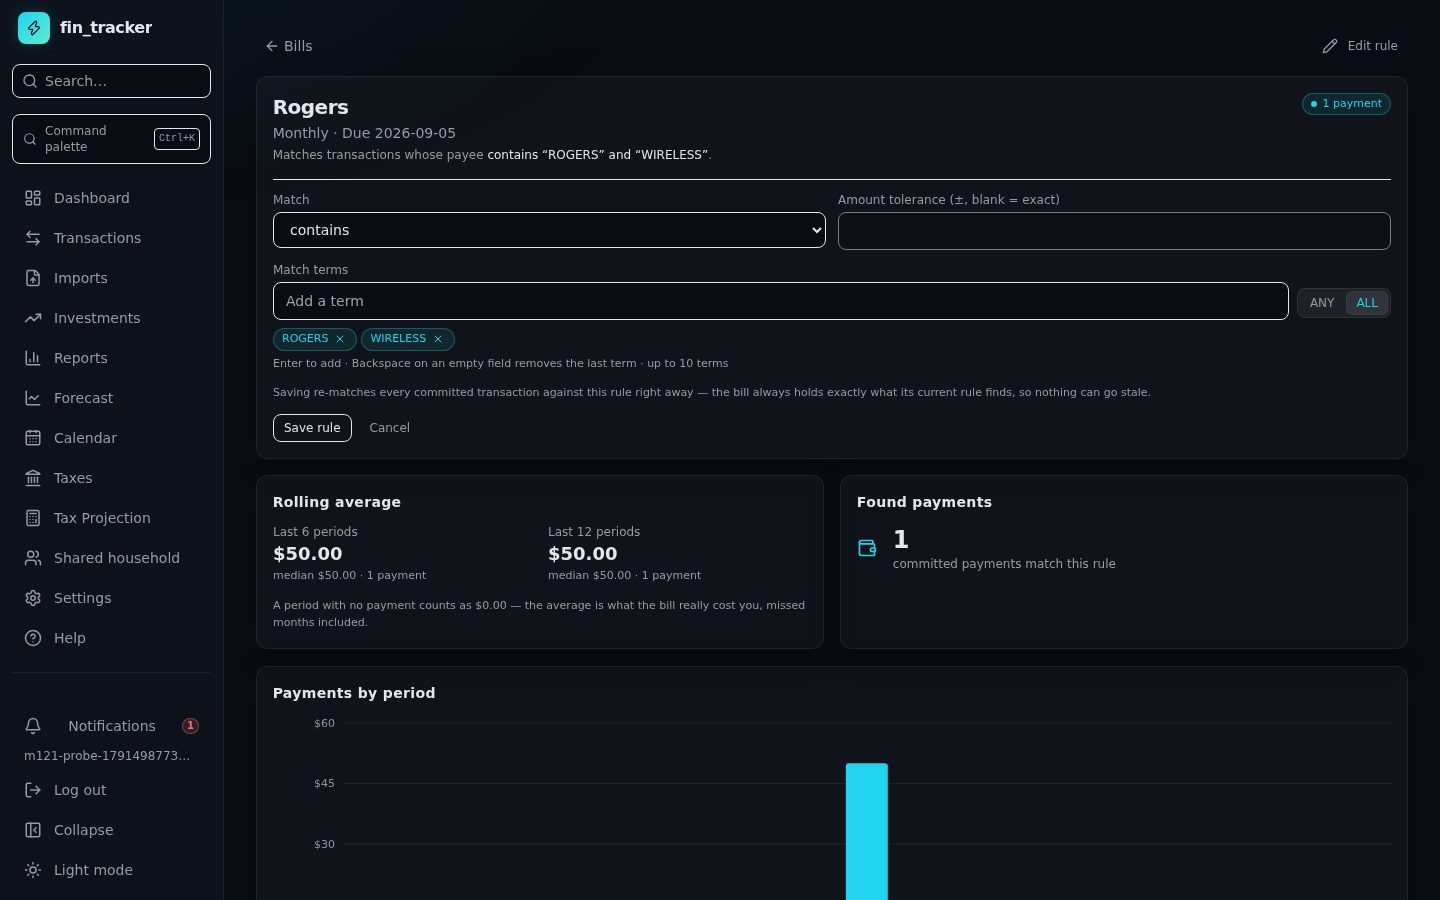 fin_tracker
Search...
Command
palette
Ctrl+K
Dashboard
Transactions
Imports
Investments
Reports
Forecast
Calendar
Taxes
Tax Projection
Shared household
Settings
Help
Notifications
1
m121-probe-1791498773...
Log out
Collapse
Light mode
Bills
Edit rule
Rogers
1 payment
Monthly · Due 2026-09-05
Matches transactions whose payee contains “ROGERS” and “WIRELESS”.
Match
Amount tolerance (±, blank = exact)
contains
Match terms
Add a term
ANY
ALL
ROGERS
WIRELESS
Enter to add · Backspace on an empty field removes the last term · up to 10 terms
Saving re-matches every committed transaction against this rule right away — the bill always holds exactly what its current rule finds, so nothing can go stale.
Save rule
Cancel
Rolling average
Last 6 periods
Last 12 periods
$50.00
$50.00
median $50.00 · 1 payment
median $50.00 · 1 payment
A period with no payment counts as $0.00 — the average is what the bill really cost you, missed
months included.
Found payments
1
committed payments match this rule
Payments by period
$60
$45
$30